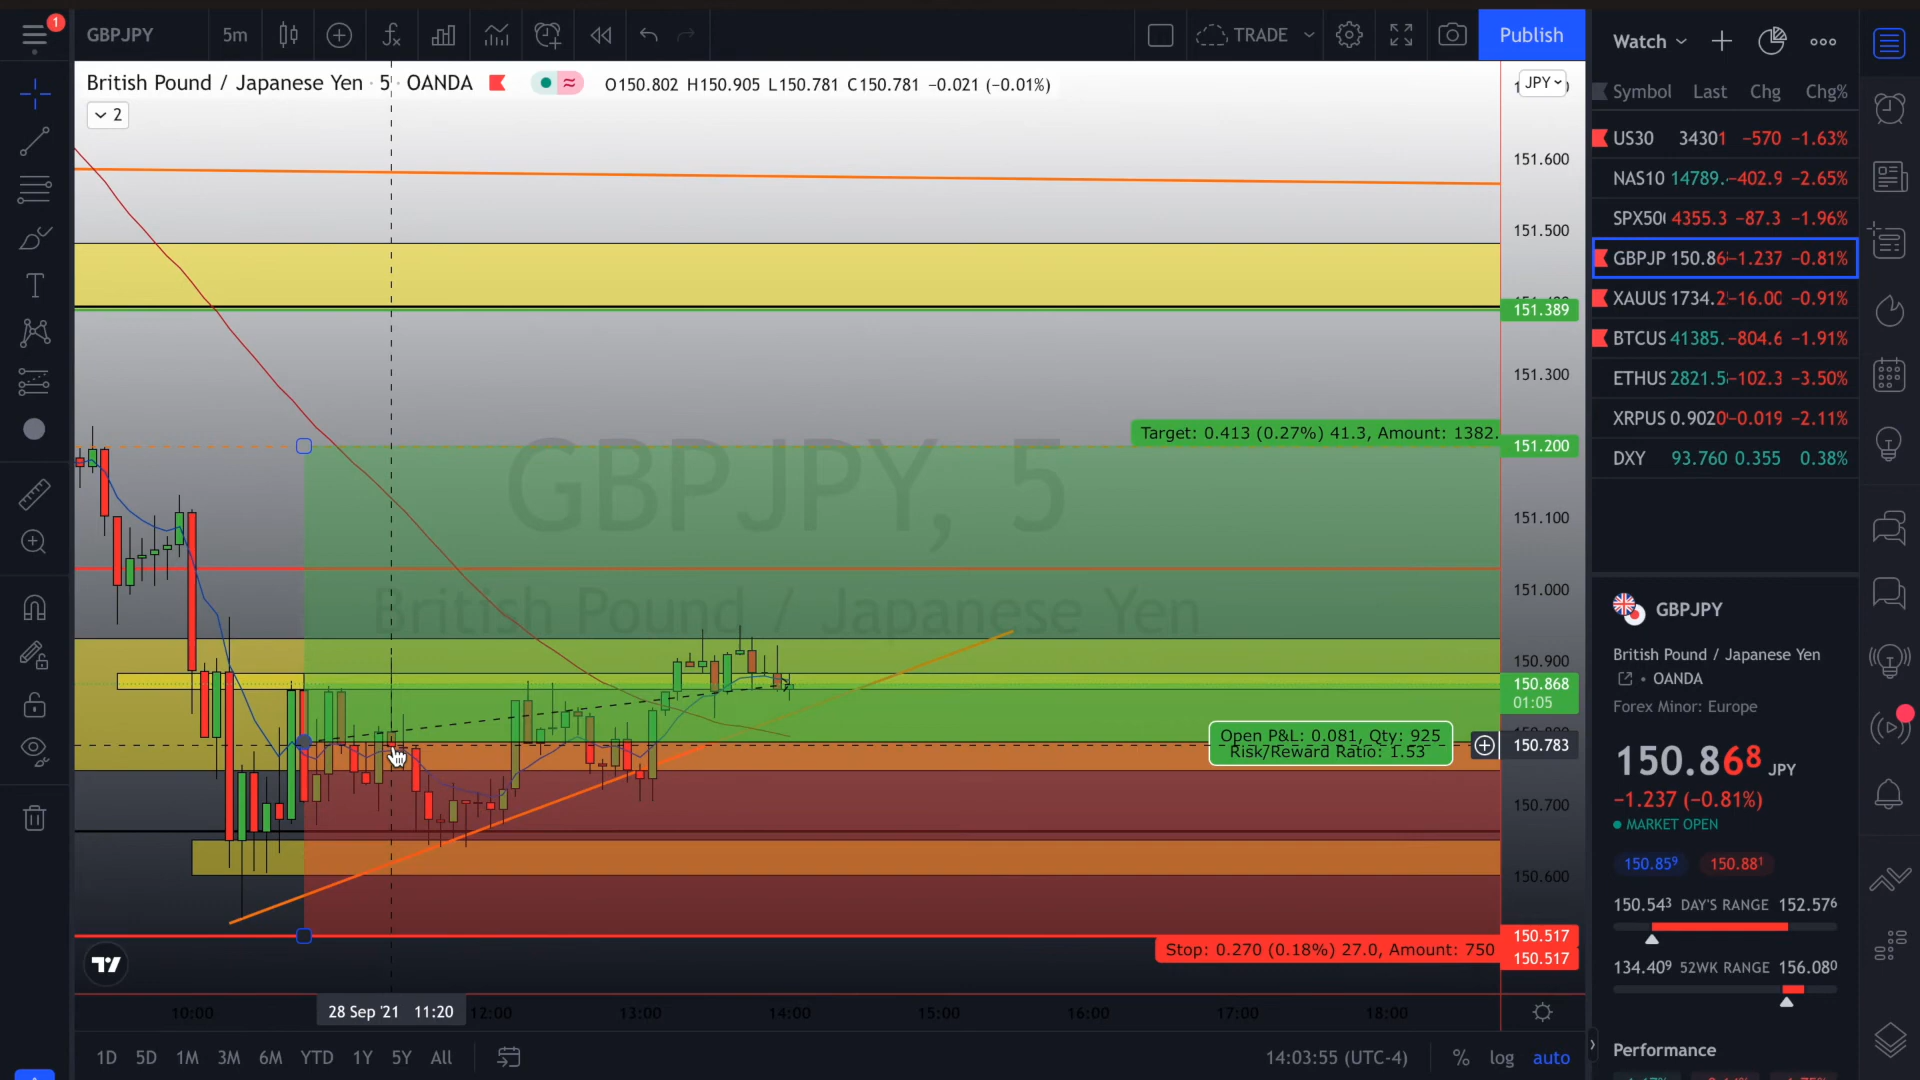 1
GBPJPY
5m
TRADE
Publish
Watch
British Pound / Japanese Yen · 5 · OANDA
O150.802 H150.905 L150.781 C150.781 −0.021 (−0.01%)
JPY
2
Symbol Last Chg Chg%
US30 34301 −570 −1.63%
NAS10 14789. −402.9 −2.65%
SPX50 4355.3 −87.3 −1.96%
GBPJP 150.86 −1.237 −0.81%
XAUUS 1734.2 −16.00 −0.91%
BTCUS 41385. −804.6 −1.91%
ETHUS 2821.5 −102.3 −3.50%
XRPUS 0.9020 −0.019 −2.11%
DXY 93.760 0.355 0.38%
151.600
151.500
151.389
151.300
Target: 0.413 (0.27%) 41.3, Amount: 1382.
151.200
GBPJPY, 5
British Pound / Japanese Yen
151.100
151.000
150.900
150.868
01:05
Open P&L: 0.081, Qty: 925
Risk/Reward Ratio: 1.53
150.783
150.700
150.600
150.517
Stop: 0.270 (0.18%) 27.0, Amount: 750
150.517
GBPJPY
British Pound / Japanese Yen
• OANDA
Forex Minor: Europe
150.868 JPY
−1.237 (−0.81%)
MARKET OPEN
150.859 150.881
150.543 DAY'S RANGE 152.576
134.409 52WK RANGE 156.080
Performance
10:00 28 Sep '21 11:20 12:00 13:00 14:00 15:00 16:00 17:00 18:00
1D 5D 1M 3M 6M YTD 1Y 5Y All
14:03:55 (UTC-4) % log auto